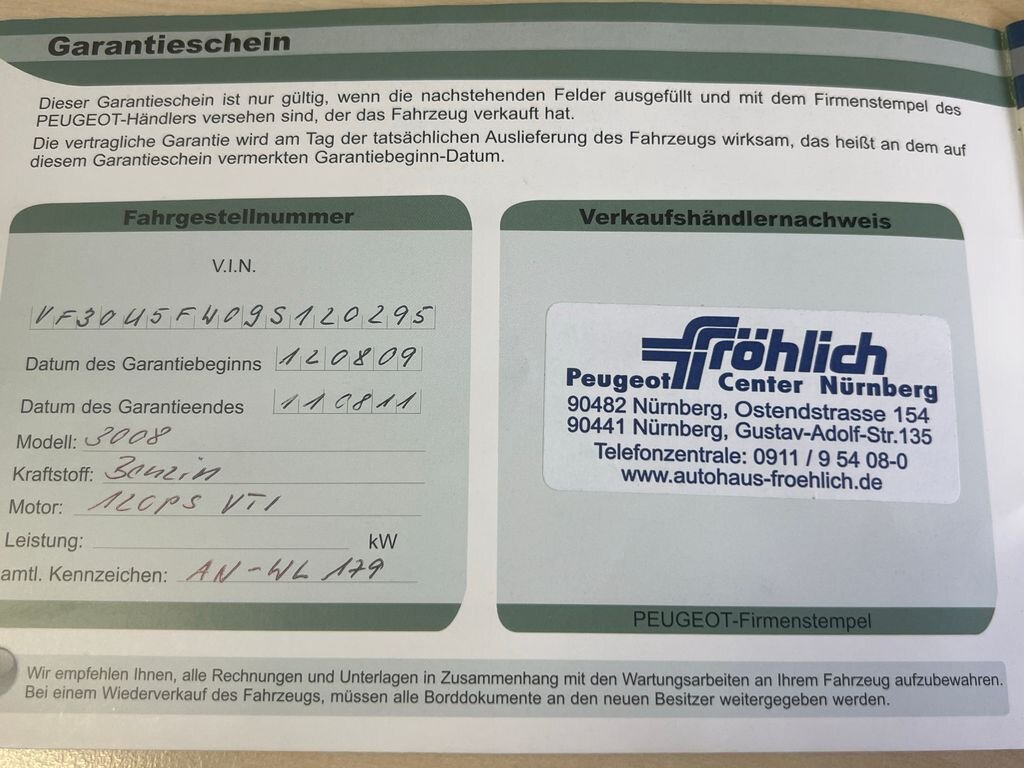 Garantieschein
Dieser Garantieschein ist nur gültig, wenn die nachstehenden Felder ausgefüllt und mit dem Firmenstempel des
PEUGEOT-Händlers versehen sind, der das Fahrzeug verkauft hat.
Die vertragliche Garantie wird am Tag der tatsächlichen Auslieferung des Fahrzeugs wirksam, das heißt an dem auf
diesem Garantieschein vermerkten Garantiebeginn-Datum.
Fahrgestellnummer
V.I.N.
VF30U5FW09S120295
Datum des Garantiebeginns 120809
Datum des Garantieendes 110811
Modell: 3008
Kraftstoff: Benzin
Motor: 120PS VTI
Leistung: kW
amtl. Kennzeichen: AN-WL 179
Verkaufshändlernachweis
fröhlich
Peugeot Center Nürnberg
90482 Nürnberg, Ostendstrasse 154
90441 Nürnberg, Gustav-Adolf-Str.135
Telefonzentrale: 0911 / 9 54 08-0
www.autohaus-froehlich.de
PEUGEOT-Firmenstempel
Wir empfehlen Ihnen, alle Rechnungen und Unterlagen in Zusammenhang mit den Wartungsarbeiten an Ihrem Fahrzeug aufzubewahren.
Bei einem Wiederverkauf des Fahrzeugs, müssen alle Borddokumente an den neuen Besitzer weitergegeben werden.